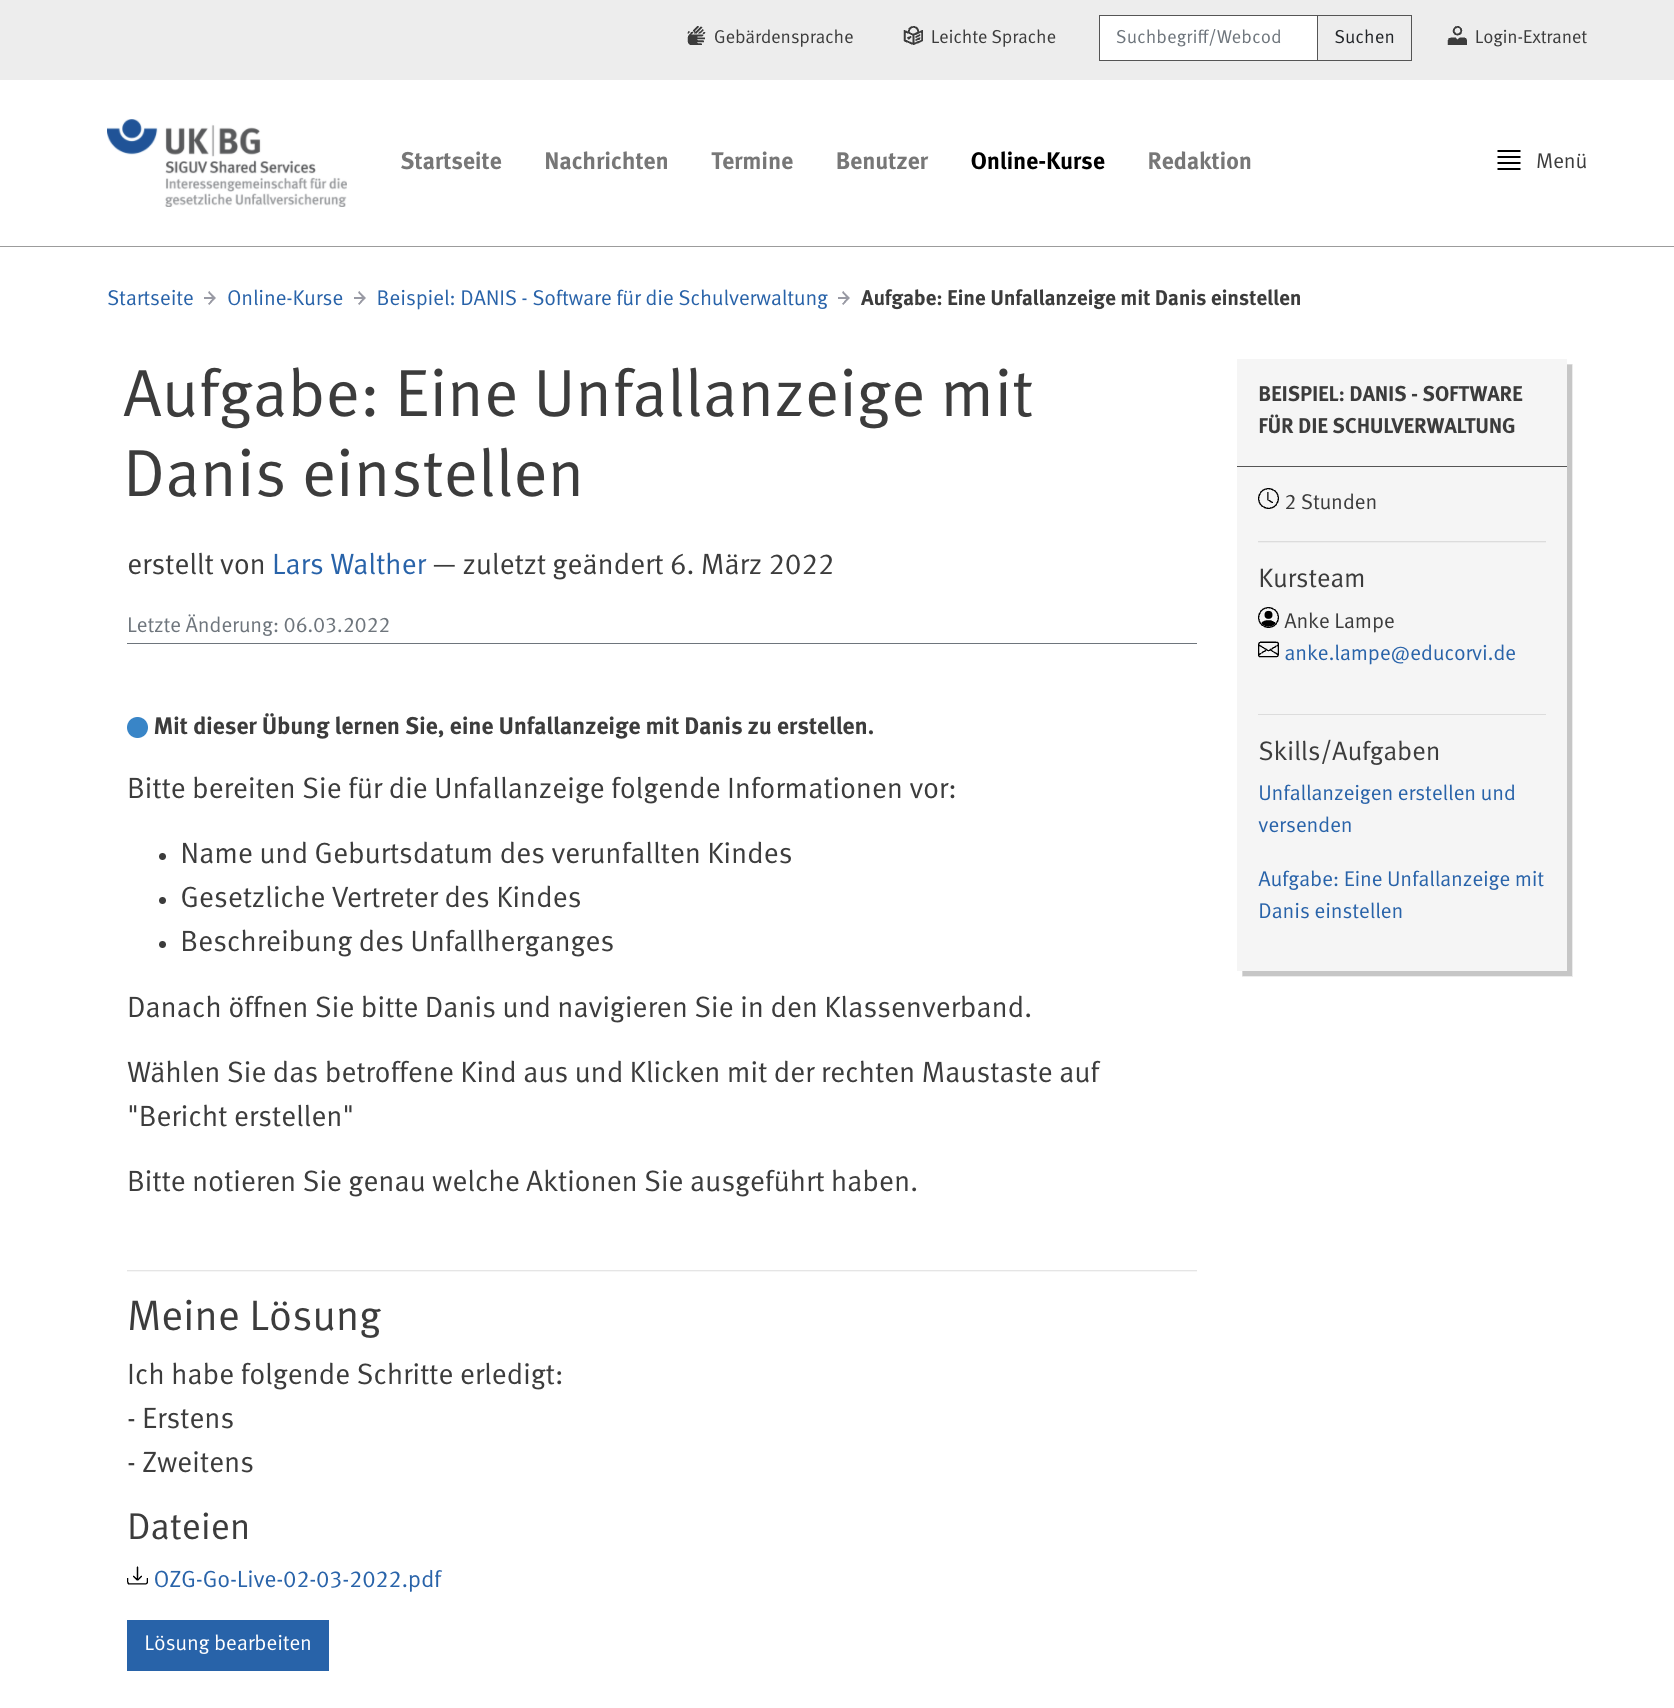 Gebärdensprache
Leichte Sprache
Suchbegriff/Webcod
Suchen
Login-Extranet
UK|BG
SIGUV Shared Services
Interessengemeinschaft für die
gesetzliche Unfallversicherung
Startseite
Nachrichten
Termine
Benutzer
Online-Kurse
Redaktion
Menü
Startseite → Online-Kurse → Beispiel: DANIS - Software für die Schulverwaltung → Aufgabe: Eine Unfallanzeige mit Danis einstellen
Aufgabe: Eine Unfallanzeige mit
Danis einstellen
erstellt von Lars Walther — zuletzt geändert 6. März 2022
Letzte Änderung: 06.03.2022
Mit dieser Übung lernen Sie, eine Unfallanzeige mit Danis zu erstellen.
Bitte bereiten Sie für die Unfallanzeige folgende Informationen vor:
• Name und Geburtsdatum des verunfallten Kindes
• Gesetzliche Vertreter des Kindes
• Beschreibung des Unfallherganges
Danach öffnen Sie bitte Danis und navigieren Sie in den Klassenverband.
Wählen Sie das betroffene Kind aus und Klicken mit der rechten Maustaste auf
"Bericht erstellen"
Bitte notieren Sie genau welche Aktionen Sie ausgeführt haben.
Meine Lösung
Ich habe folgende Schritte erledigt:
- Erstens
- Zweitens
Dateien
OZG-Go-Live-02-03-2022.pdf
Lösung bearbeiten
BEISPIEL: DANIS - SOFTWARE
FÜR DIE SCHULVERWALTUNG
2 Stunden
Kursteam
Anke Lampe
anke.lampe@educorvi.de
Skills/Aufgaben
Unfallanzeigen erstellen und
versenden
Aufgabe: Eine Unfallanzeige mit
Danis einstellen